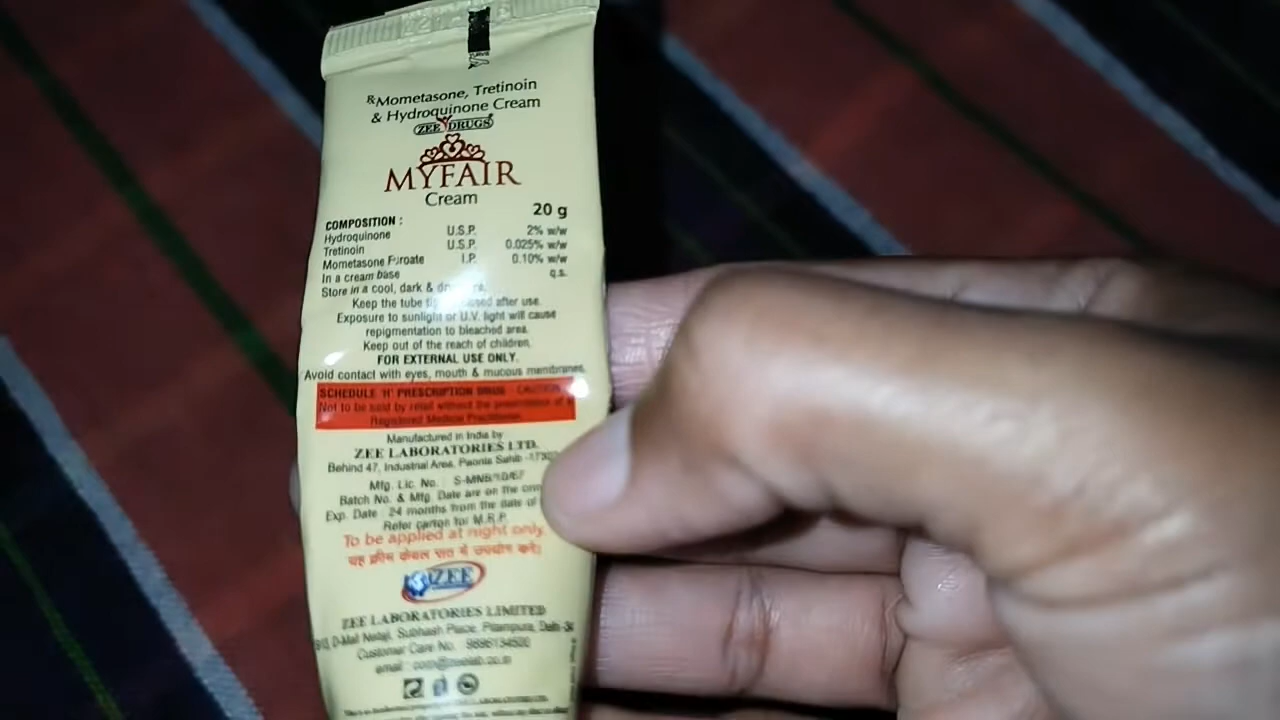 ℞Mometasone, Tretinoin
& Hydroquinone Cream
ZEE DRUGS
MYFAIR
Cream
20 g
COMPOSITION :
Hydroquinone U.S.P. 2% w/w
Tretinoin U.S.P. 0.025% w/w
Mometasone Furoate I.P. 0.10% w/w
In a cream base q.s.
Store in a cool, dark & dry
Keep the tube closed after use.
Exposure to sunlight or U.V. light will cause
repigmentation to bleached area.
Keep out of the reach of children.
FOR EXTERNAL USE ONLY.
Avoid contact with eyes, mouth & mucous membranes.
SCHEDULE 'H' PRESCRIPTION DRUG - CAUTION
Not to be sold by retail without the prescription of a
Registered Medical Practitioner.
Manufactured in India by
ZEE LABORATORIES LTD.
Behind 47, Industrial Area, Paonta Sahib
Mfg. Lic. No. :
Batch No. & Mfg. Date are on the
Exp. Date : 24 months from the date of
Refer carton for M.R.P.
To be applied at night only.
यह क्रीम केवल रात में उपयोग करें।
ZEE
ZEE LABORATORIES LIMITED
Subhash Place, Pitampura, Delhi-34
Customer Care No.
email :